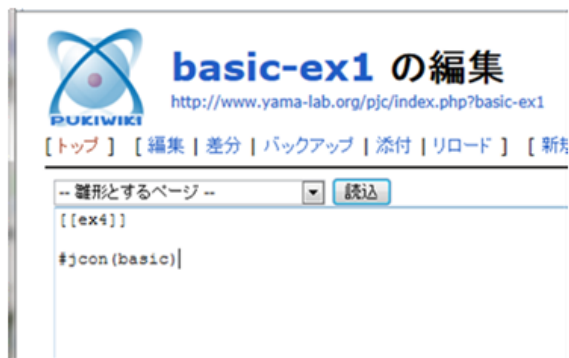 basic-ex1 の編集
http://www.yama-lab.org/pjc/index.php?basic-ex1
PUKIWIKI
[ トップ ] [ 編集 | 差分 | バックアップ | 添付 | リロード ] [ 新規
-- 雛形とするページ -- 読込
[[ex4]]
#jcon(basic)